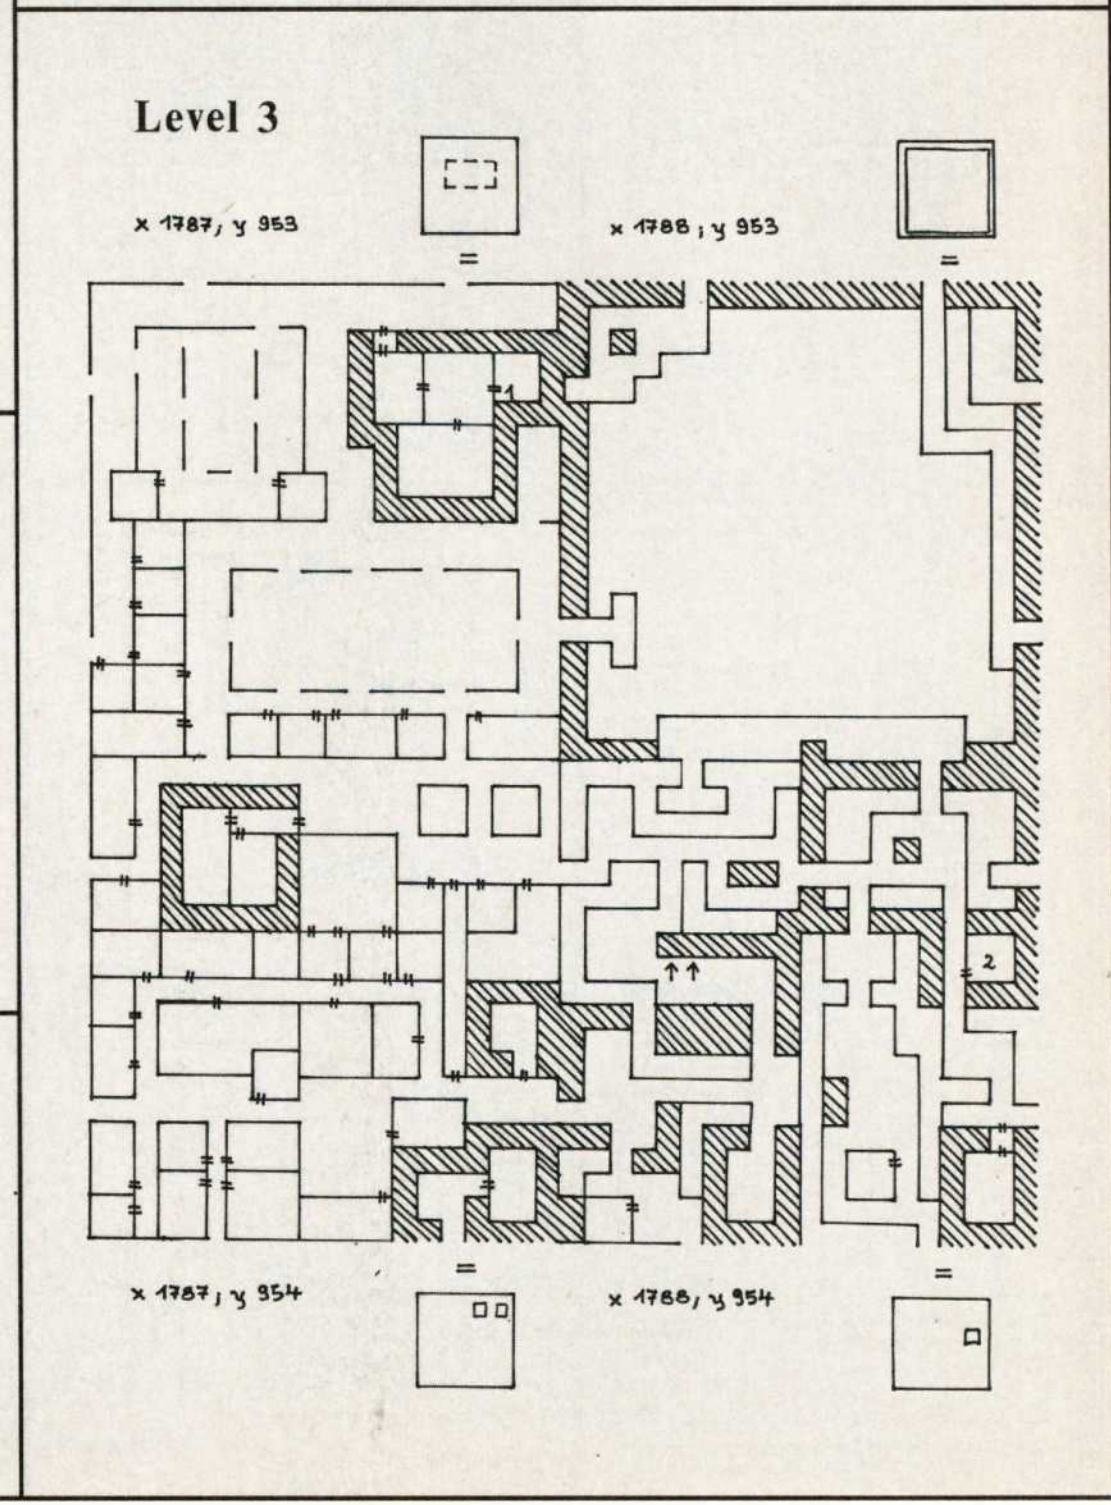 Level 3
x 1787, y 953
x 1788 ; y 953
=
=
1
2
↑ ↑
=
=
x 1787, y 954
x 1788, y 954